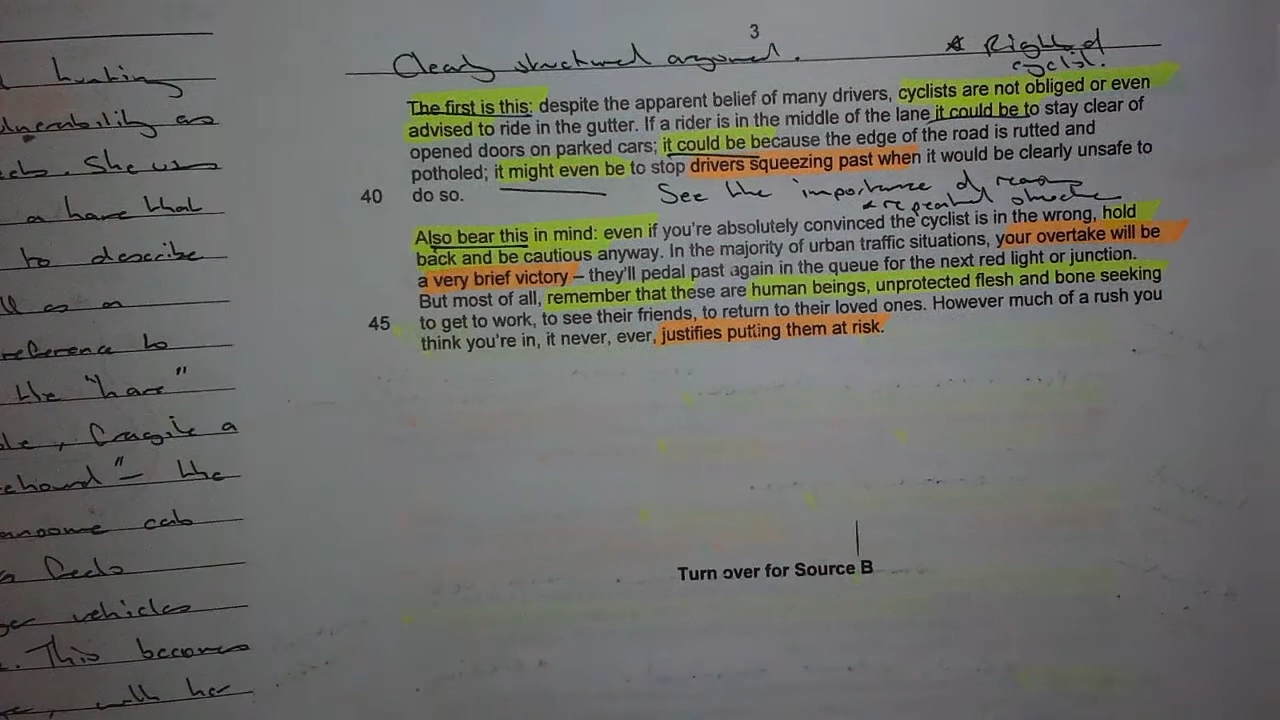 3
Clearly structured argument. * Right of
cyclist.
The first is this: despite the apparent belief of many drivers, cyclists are not obliged or even
advised to ride in the gutter. If a rider is in the middle of the lane it could be to stay clear of
opened doors on parked cars; it could be because the edge of the road is rutted and
potholed; it might even be to stop drivers squeezing past when it would be clearly unsafe to
40 do so.
See the importance of reason
& repeated structure
Also bear this in mind: even if you're absolutely convinced the cyclist is in the wrong, hold
back and be cautious anyway. In the majority of urban traffic situations, your overtake will be
a very brief victory – they'll pedal past again in the queue for the next red light or junction.
But most of all, remember that these are human beings, unprotected flesh and bone seeking
45 to get to work, to see their friends, to return to their loved ones. However much of a rush you
think you're in, it never, ever, justifies putting them at risk.
Turn over for Source B
hunting
vulnerability as
She uses
a hare that
to describe
as a
reference to
the "hare"
fragile a
" – the
cab
vehicles
. This becomes
with her